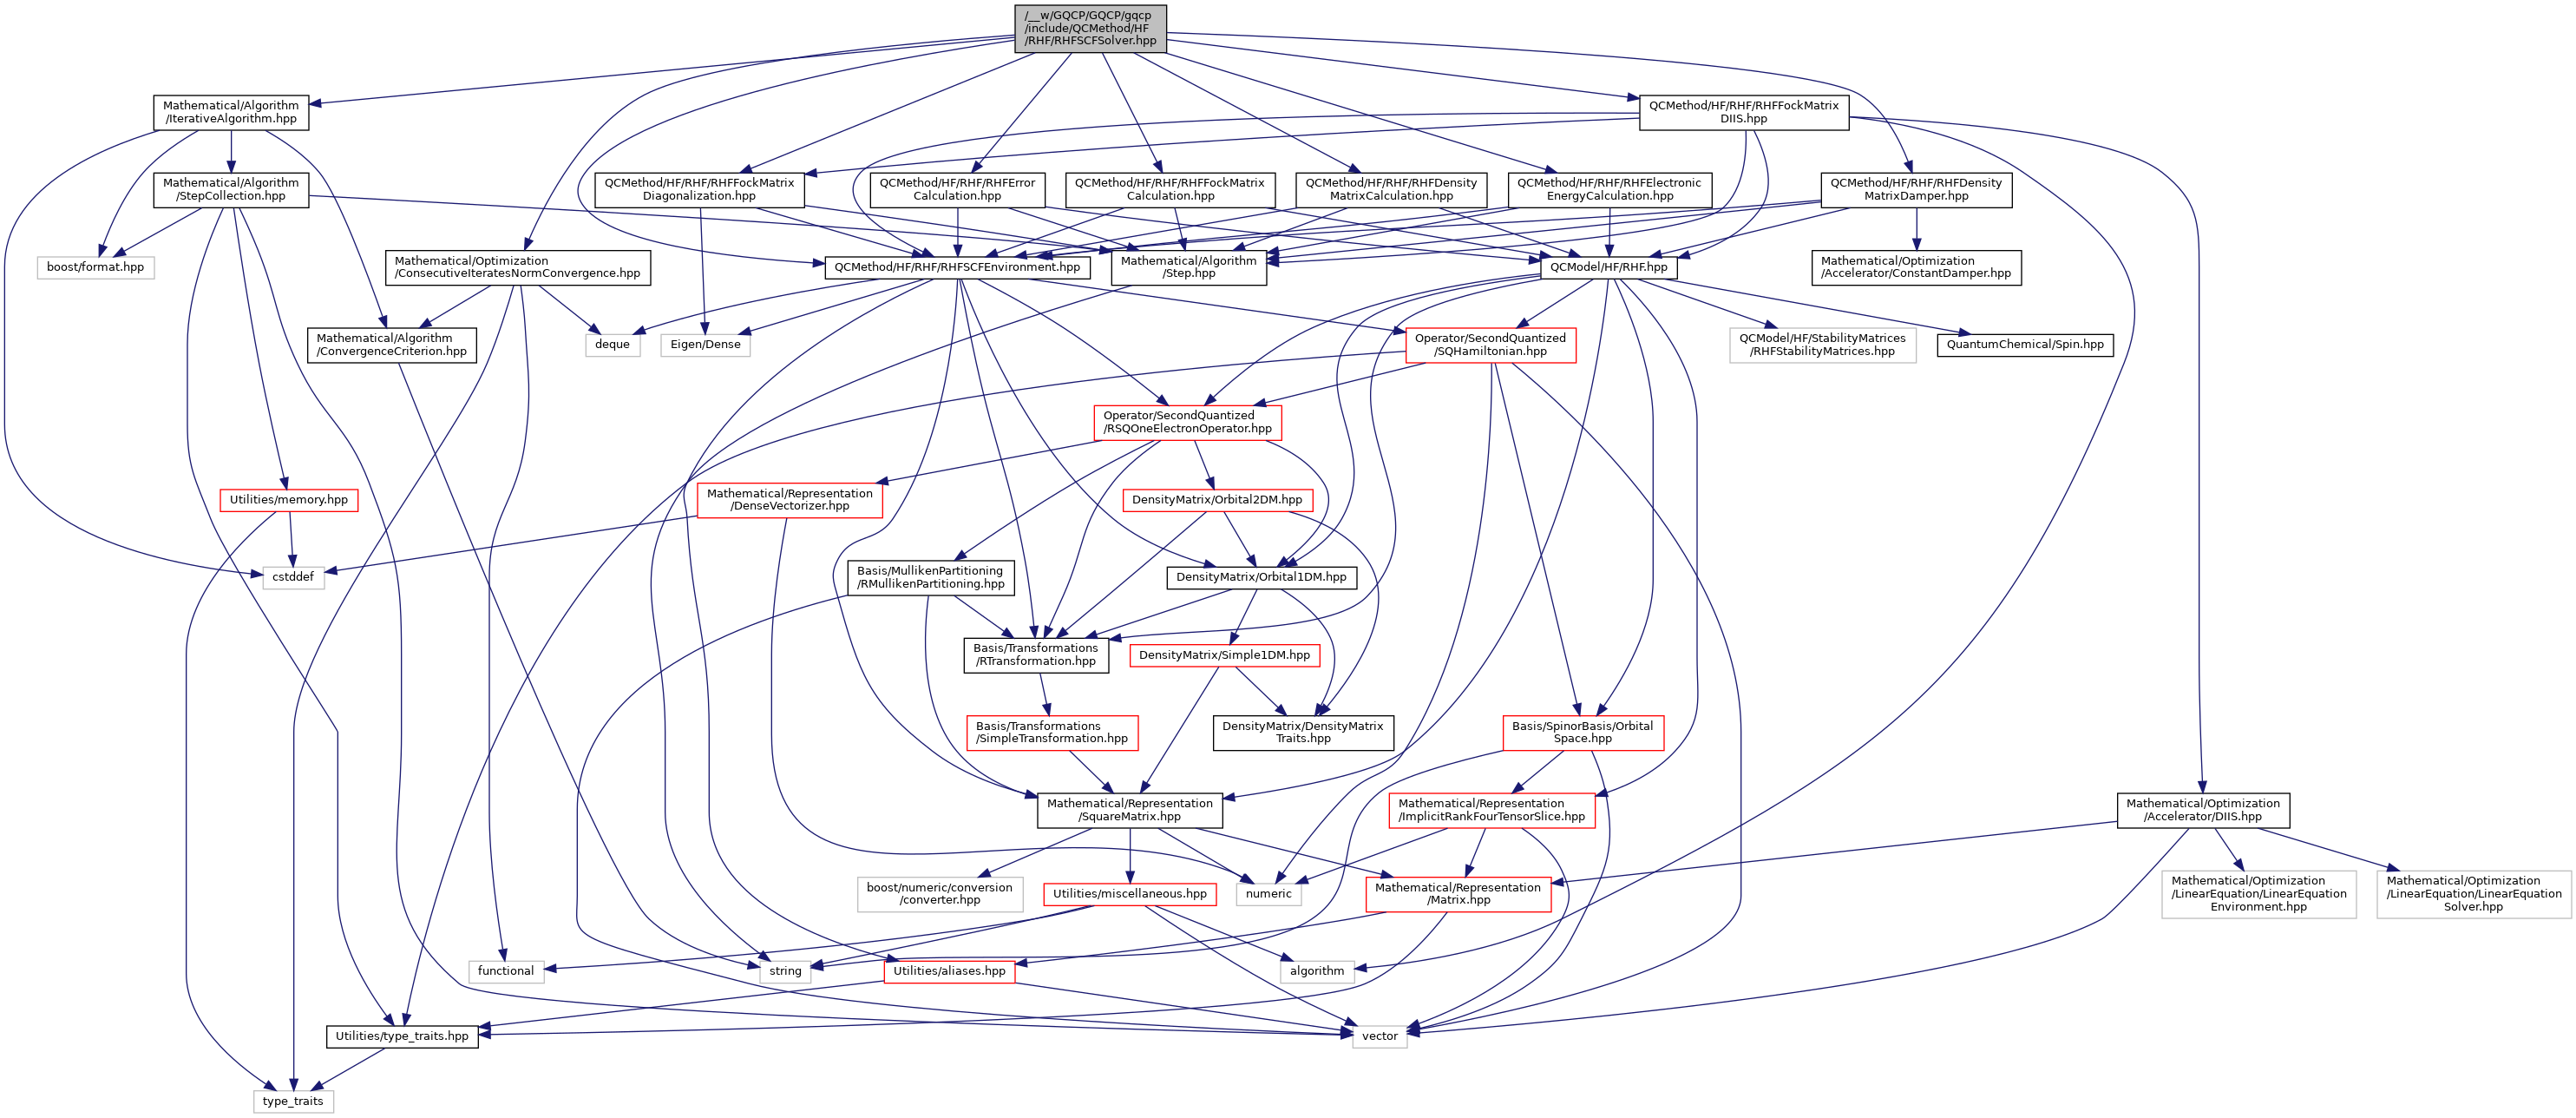 /__w/GQCP/GQCP/gqcp
/include/QCMethod/HF
/RHF/RHFSCFSolver.hpp
Mathematical/Algorithm
/IterativeAlgorithm.hpp
QCMethod/HF/RHF/RHFFockMatrix
DIIS.hpp
Mathematical/Algorithm
/StepCollection.hpp
QCMethod/HF/RHF/RHFFockMatrix
Diagonalization.hpp
QCMethod/HF/RHF/RHFError
Calculation.hpp
QCMethod/HF/RHF/RHFFockMatrix
Calculation.hpp
QCMethod/HF/RHF/RHFDensity
MatrixCalculation.hpp
QCMethod/HF/RHF/RHFElectronic
EnergyCalculation.hpp
QCMethod/HF/RHF/RHFDensity
MatrixDamper.hpp
boost/format.hpp
Mathematical/Optimization
/ConsecutiveIteratesNormConvergence.hpp
QCMethod/HF/RHF/RHFSCFEnvironment.hpp
Mathematical/Algorithm
/Step.hpp
QCModel/HF/RHF.hpp
Mathematical/Optimization
/Accelerator/ConstantDamper.hpp
Mathematical/Algorithm
/ConvergenceCriterion.hpp
deque
Eigen/Dense
Operator/SecondQuantized
/SQHamiltonian.hpp
QCModel/HF/StabilityMatrices
/RHFStabilityMatrices.hpp
QuantumChemical/Spin.hpp
Operator/SecondQuantized
/RSQOneElectronOperator.hpp
Utilities/memory.hpp
Mathematical/Representation
/DenseVectorizer.hpp
DensityMatrix/Orbital2DM.hpp
cstddef
Basis/MullikenPartitioning
/RMullikenPartitioning.hpp
DensityMatrix/Orbital1DM.hpp
Basis/Transformations
/RTransformation.hpp
DensityMatrix/Simple1DM.hpp
Basis/Transformations
/SimpleTransformation.hpp
DensityMatrix/DensityMatrix
Traits.hpp
Basis/SpinorBasis/Orbital
Space.hpp
Mathematical/Representation
/SquareMatrix.hpp
Mathematical/Representation
/ImplicitRankFourTensorSlice.hpp
Mathematical/Optimization
/Accelerator/DIIS.hpp
boost/numeric/conversion
/converter.hpp
Utilities/miscellaneous.hpp
numeric
Mathematical/Representation
/Matrix.hpp
Mathematical/Optimization
/LinearEquation/LinearEquation
Environment.hpp
Mathematical/Optimization
/LinearEquation/LinearEquation
Solver.hpp
functional
string
Utilities/aliases.hpp
algorithm
Utilities/type_traits.hpp
vector
type_traits